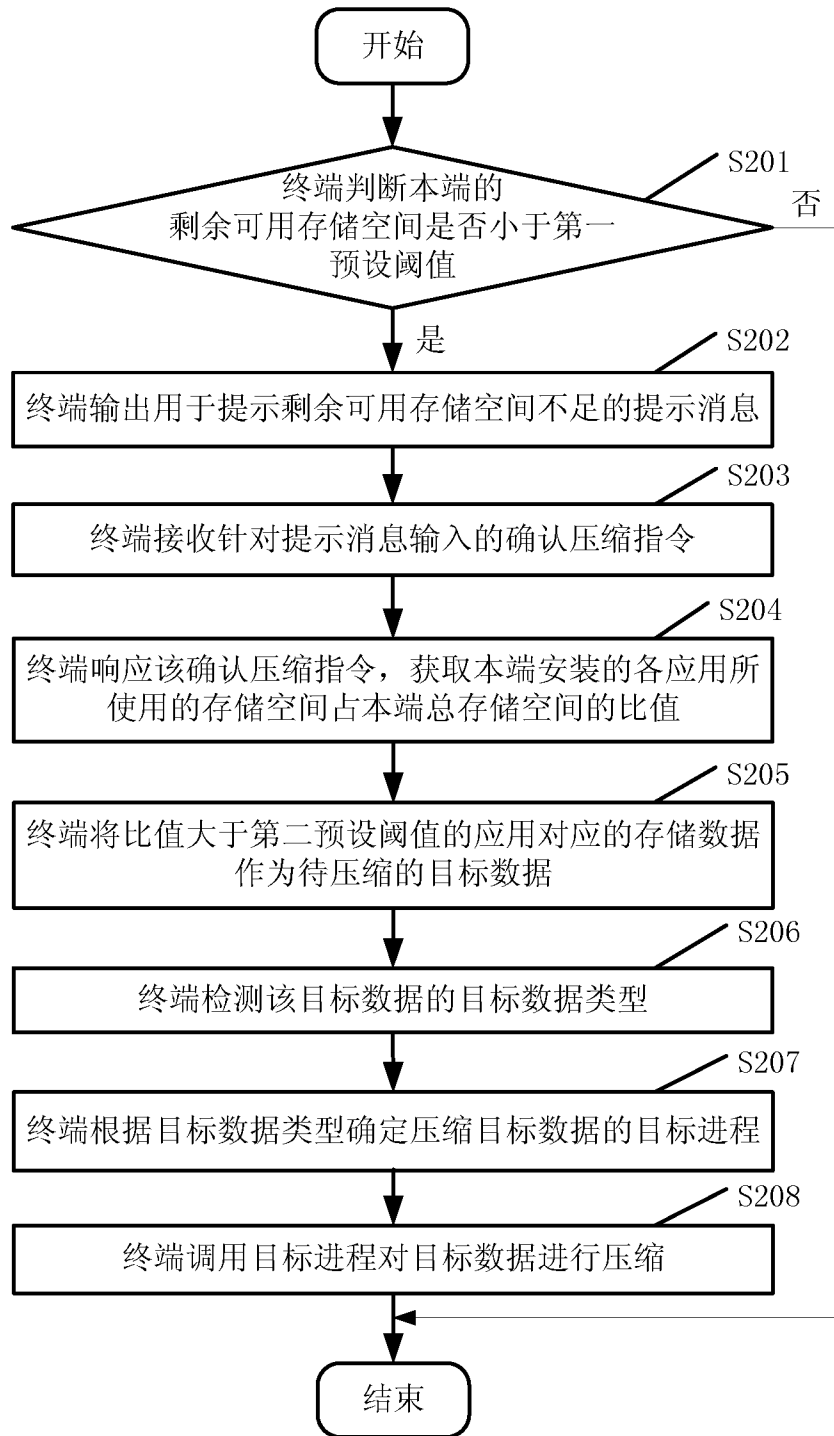 开始
S201
终端判断本端的
剩余可用存储空间是否小于第一
预设阈值
否
是
S202
终端输出用于提示剩余可用存储空间不足的提示消息
S203
终端接收针对提示消息输入的确认压缩指令
S204
终端响应该确认压缩指令，获取本端安装的各应用所
使用的存储空间占本端总存储空间的比值
S205
终端将比值大于第二预设阈值的应用对应的存储数据
作为待压缩的目标数据
S206
终端检测该目标数据的目标数据类型
S207
终端根据目标数据类型确定压缩目标数据的目标进程
S208
终端调用目标进程对目标数据进行压缩
结束